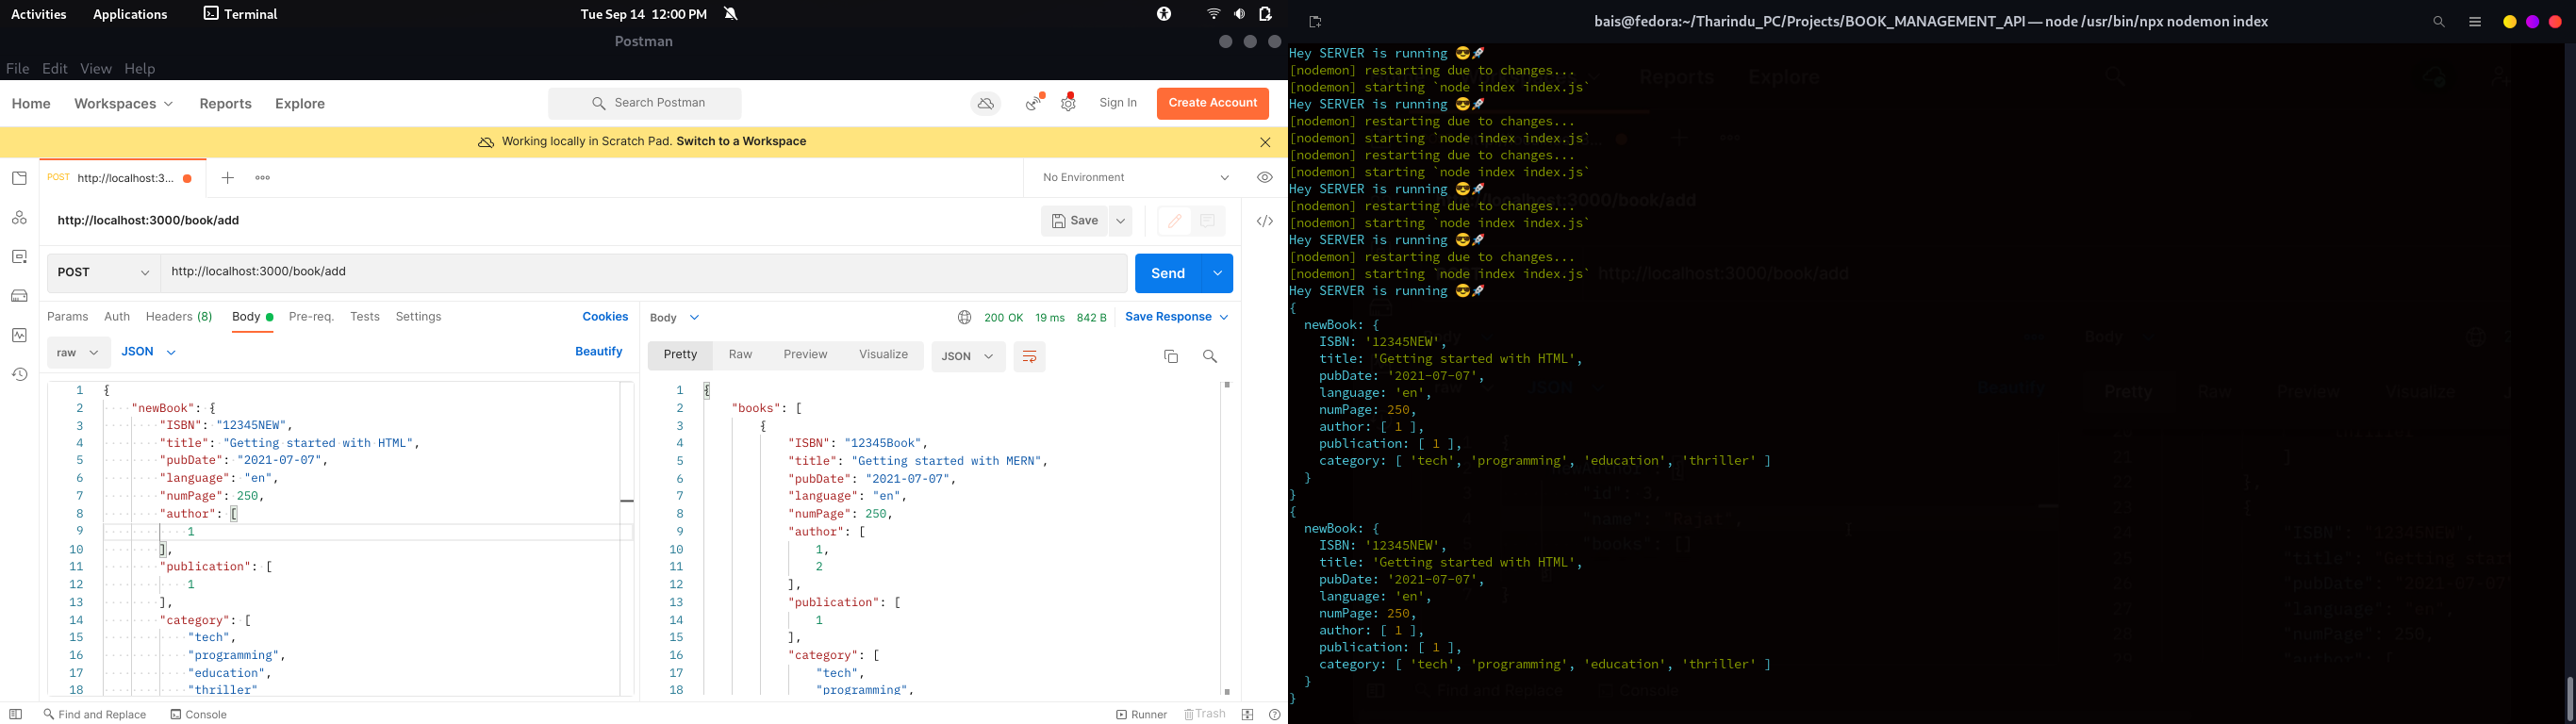 Activities Applications Terminal Tue Sep 14 12:00 PM
Postman
File Edit View Help
Home Workspaces Reports Explore Search Postman Sign In Create Account
Working locally in Scratch Pad. Switch to a Workspace
POST http://localhost:3... No Environment
http://localhost:3000/book/add Save
POST http://localhost:3000/book/add Send
Params Auth Headers (8) Body Pre-req. Tests Settings Cookies
raw JSON Beautify
1 {
2 "newBook": {
3 "ISBN": "12345NEW",
4 "title": "Getting started with HTML",
5 "pubDate": "2021-07-07",
6 "language": "en",
7 "numPage": 250,
8 "author": [
9 1
10 ],
11 "publication": [
12 1
13 ],
14 "category": [
15 "tech",
16 "programming",
17 "education",
18 "thriller"
Body 200 OK 19 ms 842 B Save Response
Pretty Raw Preview Visualize JSON
1 {
2 "books": [
3 {
4 "ISBN": "12345Book",
5 "title": "Getting started with MERN",
6 "pubDate": "2021-07-07",
7 "language": "en",
8 "numPage": 250,
9 "author": [
10 1,
11 2
12 ],
13 "publication": [
14 1
15 ],
16 "category": [
17 "tech",
18 "programming",
Find and Replace Console Runner Trash
bais@fedora:~/Tharindu_PC/Projects/BOOK_MANAGEMENT_API — node /usr/bin/npx nodemon index
Hey SERVER is running 😎🚀
[nodemon] restarting due to changes...
[nodemon] starting `node index index.js`
Hey SERVER is running 😎🚀
[nodemon] restarting due to changes...
[nodemon] starting `node index index.js`
[nodemon] restarting due to changes...
[nodemon] starting `node index index.js`
Hey SERVER is running 😎🚀
[nodemon] restarting due to changes...
[nodemon] starting `node index index.js`
Hey SERVER is running 😎🚀
[nodemon] restarting due to changes...
[nodemon] starting `node index index.js`
Hey SERVER is running 😎🚀
{
newBook: {
ISBN: '12345NEW',
title: 'Getting started with HTML',
pubDate: '2021-07-07',
language: 'en',
numPage: 250,
author: [ 1 ],
publication: [ 1 ],
category: [ 'tech', 'programming', 'education', 'thriller' ]
}
}
{
newBook: {
ISBN: '12345NEW',
title: 'Getting started with HTML',
pubDate: '2021-07-07',
language: 'en',
numPage: 250,
author: [ 1 ],
publication: [ 1 ],
category: [ 'tech', 'programming', 'education', 'thriller' ]
}
}